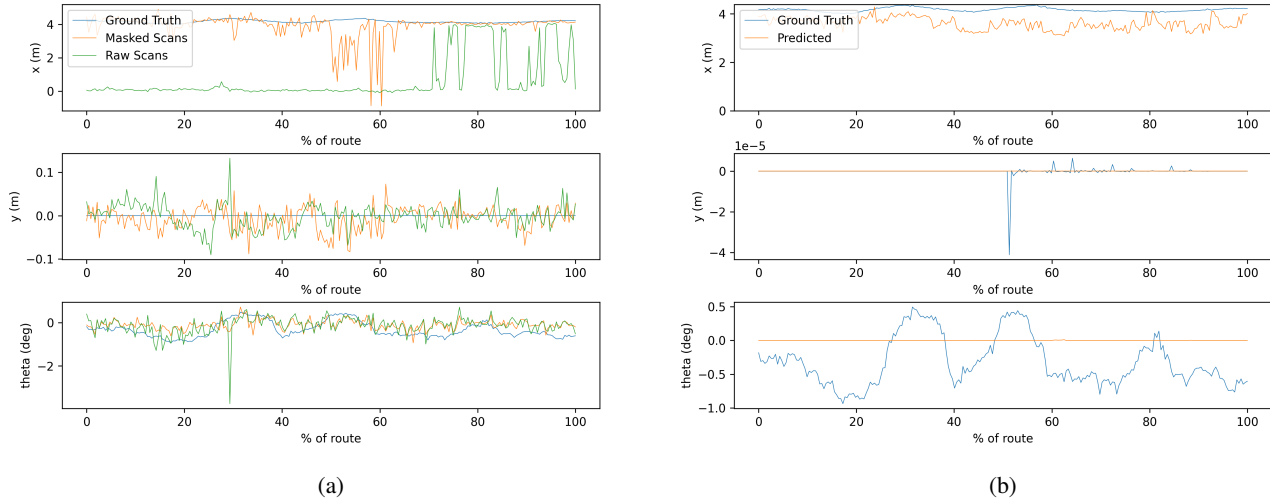 4
2
0
x (m)
Ground Truth
Masked Scans
Raw Scans
0 20 40 60 80 100
% of route
0.1
0.0
−0.1
y (m)
0 20 40 60 80 100
% of route
0
−2
theta (deg)
0 20 40 60 80 100
% of route
(a)
4
2
0
x (m)
Ground Truth
Predicted
0 20 40 60 80 100
% of route
1e−5
0
−2
−4
y (m)
0 20 40 60 80 100
% of route
0.5
0.0
−0.5
−1.0
theta (deg)
0 20 40 60 80 100
% of route
(b)